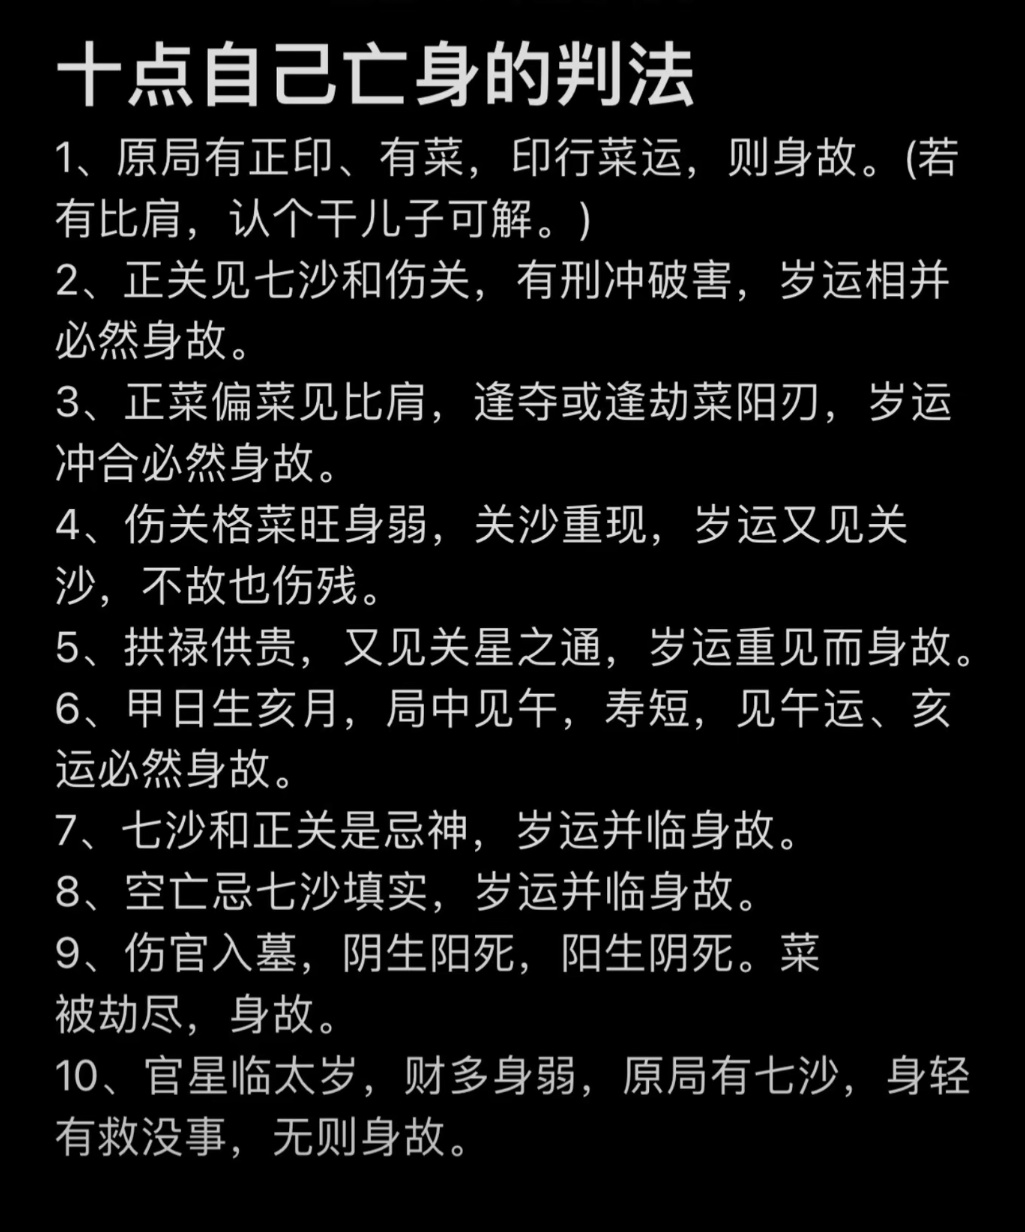 十点自己亡身的判法
1、原局有正印、有菜，印行菜运，则身故。(若
有比肩，认个干儿子可解。)
2、正关见七沙和伤关，有刑冲破害，岁运相并
必然身故。
3、正菜偏菜见比肩，逢夺或逢劫菜阳刃，岁运
冲合必然身故。
4、伤关格菜旺身弱，关沙重现，岁运又见关
沙，不故也伤残。
5、拱禄供贵，又见关星之通，岁运重见而身故。
6、甲日生亥月，局中见午，寿短，见午运、亥
运必然身故。
7、七沙和正关是忌神，岁运并临身故。
8、空亡忌七沙填实，岁运并临身故。
9、伤官入墓，阴生阳死，阳生阴死。菜
被劫尽，身故。
10、官星临太岁，财多身弱，原局有七沙，身轻
有救没事，无则身故。